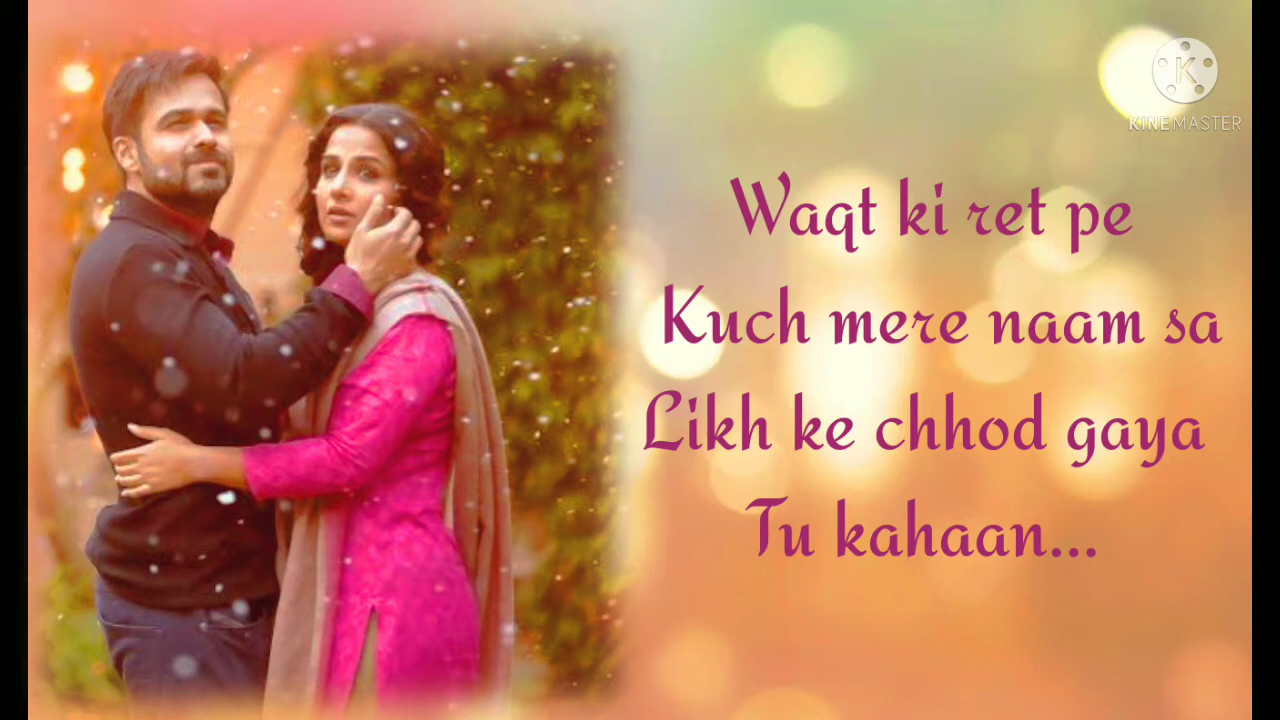 KINEMASTER
Waqt ki ret pe
Kuch mere naam sa
Likh ke chhod gaya
Tu kahaan...